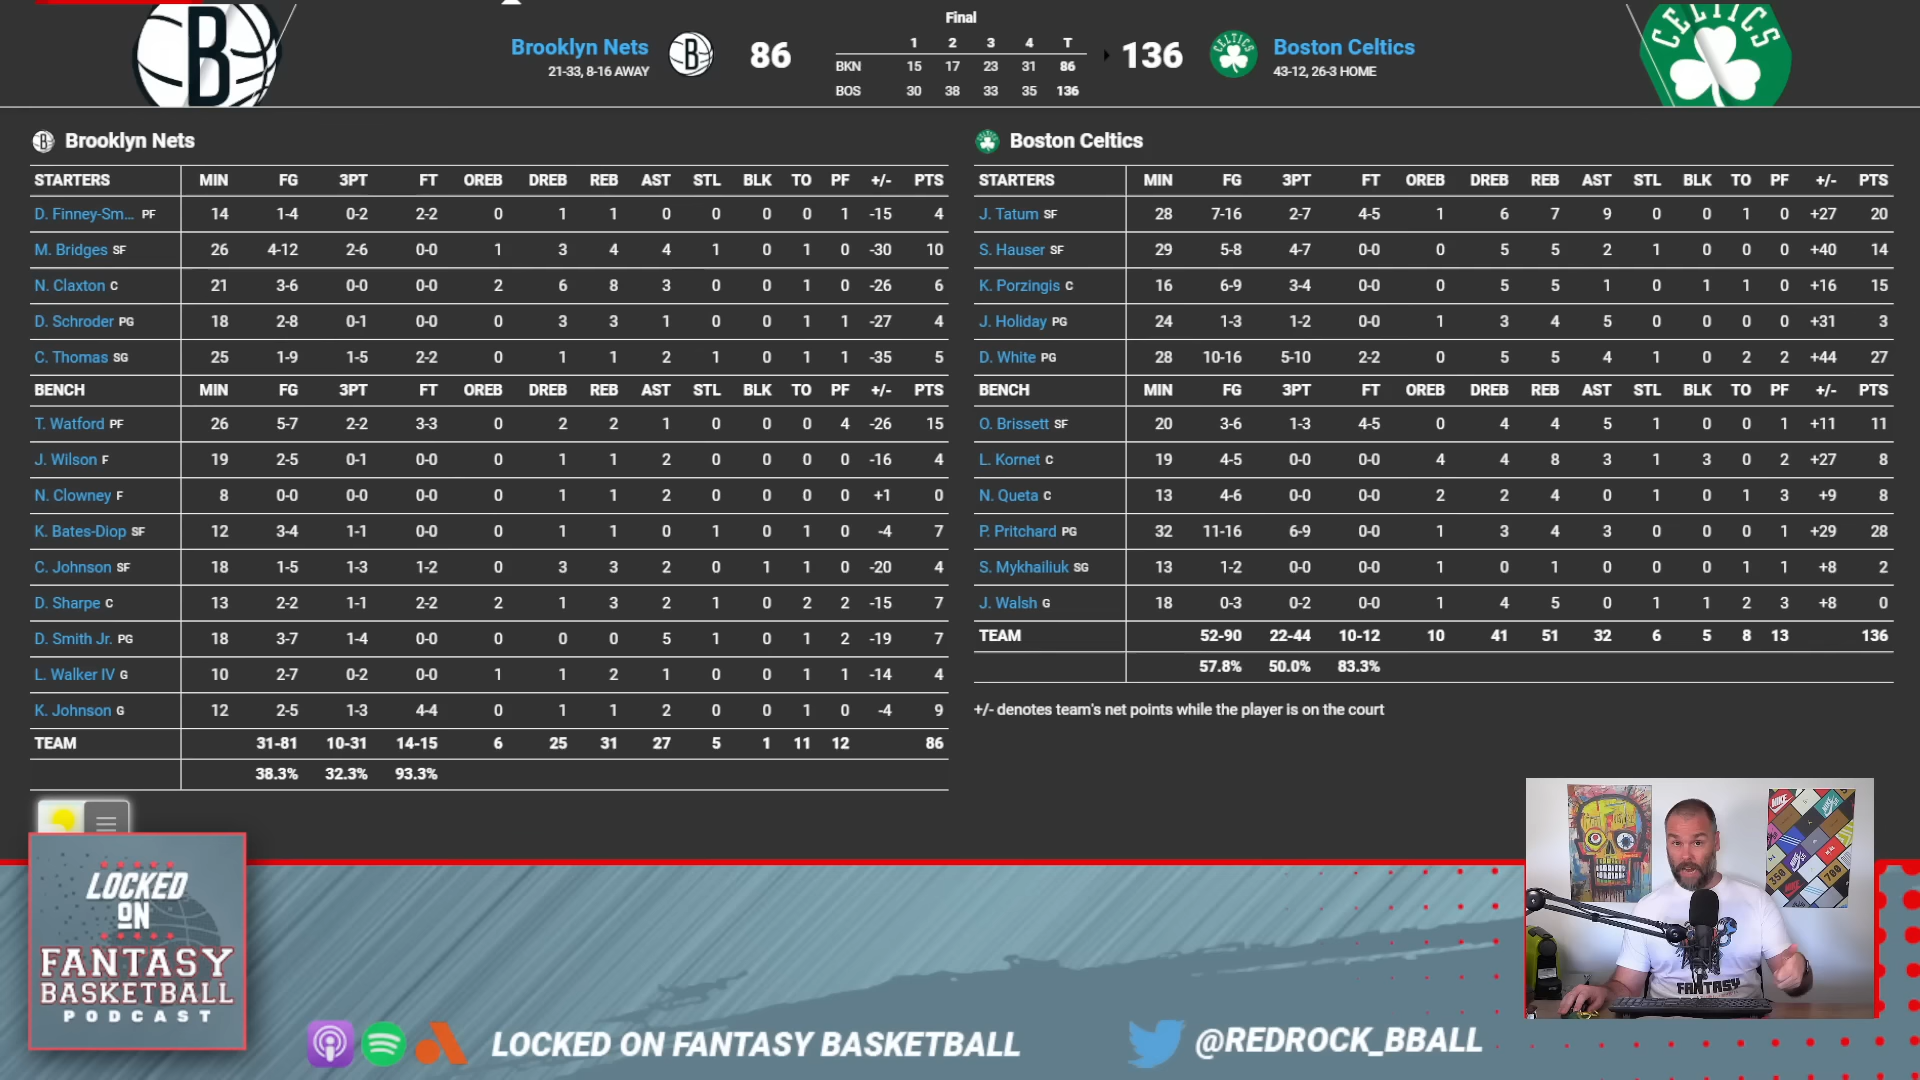 Final
Brooklyn Nets
21-33, 8-16 AWAY
86
1 2 3 4 T
BKN 15 17 23 31 86
BOS 30 38 33 35 136
136
Boston Celtics
43-12, 26-3 HOME
B
B
CELTICS
CELTICS
Brooklyn Nets
STARTERS MIN FG 3PT FT OREB DREB REB AST STL BLK TO PF +/- PTS
D. Finney-Sm... PF 14 1-4 0-2 2-2 0 1 1 0 0 0 0 1 -15 4
M. Bridges SF 26 4-12 2-6 0-0 1 3 4 4 1 0 1 0 -30 10
N. Claxton C 21 3-6 0-0 0-0 2 6 8 3 0 0 1 0 -26 6
D. Schroder PG 18 2-8 0-1 0-0 0 3 3 1 0 0 1 1 -27 4
C. Thomas SG 25 1-9 1-5 2-2 0 1 1 2 1 0 1 1 -35 5
BENCH MIN FG 3PT FT OREB DREB REB AST STL BLK TO PF +/- PTS
T. Watford PF 26 5-7 2-2 3-3 0 2 2 1 0 0 0 4 -26 15
J. Wilson F 19 2-5 0-1 0-0 0 1 1 2 0 0 0 0 -16 4
N. Clowney F 8 0-0 0-0 0-0 0 1 1 2 0 0 0 0 +1 0
K. Bates-Diop SF 12 3-4 1-1 0-0 0 1 1 0 1 0 1 0 -4 7
C. Johnson SF 18 1-5 1-3 1-2 0 3 3 2 0 1 1 0 -20 4
D. Sharpe C 13 2-2 1-1 2-2 2 1 3 2 1 0 2 2 -15 7
D. Smith Jr. PG 18 3-7 1-4 0-0 0 0 0 5 1 0 1 2 -19 7
L. Walker IV G 10 2-7 0-2 0-0 1 1 2 1 0 0 1 1 -14 4
K. Johnson G 12 2-5 1-3 4-4 0 1 1 2 0 0 1 0 -4 9
TEAM 31-81 10-31 14-15 6 25 31 27 5 1 11 12 86
38.3% 32.3% 93.3%
Boston Celtics
STARTERS MIN FG 3PT FT OREB DREB REB AST STL BLK TO PF +/- PTS
J. Tatum SF 28 7-16 2-7 4-5 1 6 7 9 0 0 1 0 +27 20
S. Hauser SF 29 5-8 4-7 0-0 0 5 5 2 1 0 0 0 +40 14
K. Porzingis C 16 6-9 3-4 0-0 0 5 5 1 0 1 1 0 +16 15
J. Holiday PG 24 1-3 1-2 0-0 1 3 4 5 0 0 0 0 +31 3
D. White PG 28 10-16 5-10 2-2 0 5 5 4 1 0 2 2 +44 27
BENCH MIN FG 3PT FT OREB DREB REB AST STL BLK TO PF +/- PTS
O. Brissett SF 20 3-6 1-3 4-5 0 4 4 5 1 0 0 1 +11 11
L. Kornet C 19 4-5 0-0 0-0 4 4 8 3 1 3 0 2 +27 8
N. Queta C 13 4-6 0-0 0-0 2 2 4 0 1 0 1 3 +9 8
P. Pritchard PG 32 11-16 6-9 0-0 1 3 4 3 0 0 0 1 +29 28
S. Mykhailiuk SG 13 1-2 0-0 0-0 1 0 1 0 0 0 1 1 +8 2
J. Walsh G 18 0-3 0-2 0-0 1 4 5 0 1 1 2 3 +8 0
TEAM 52-90 22-44 10-12 10 41 51 32 6 5 8 13 136
57.8% 50.0% 83.3%
+/- denotes team's net points while the player is on the court
LOCKED
ON
FANTASY
BASKETBALL
PODCAST
LOCKED ON FANTASY BASKETBALL
@REDROCK_BBALL
NIKE
350
700
FANTASY